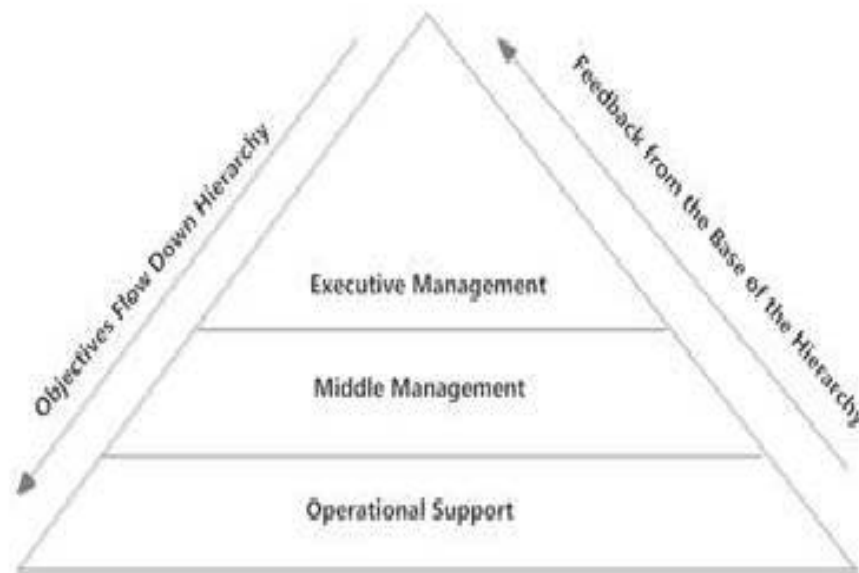 Objectives Flow Down Hierarchy
Feedback from the Base of the Hierarchy
Executive Management
Middle Management
Operational Support